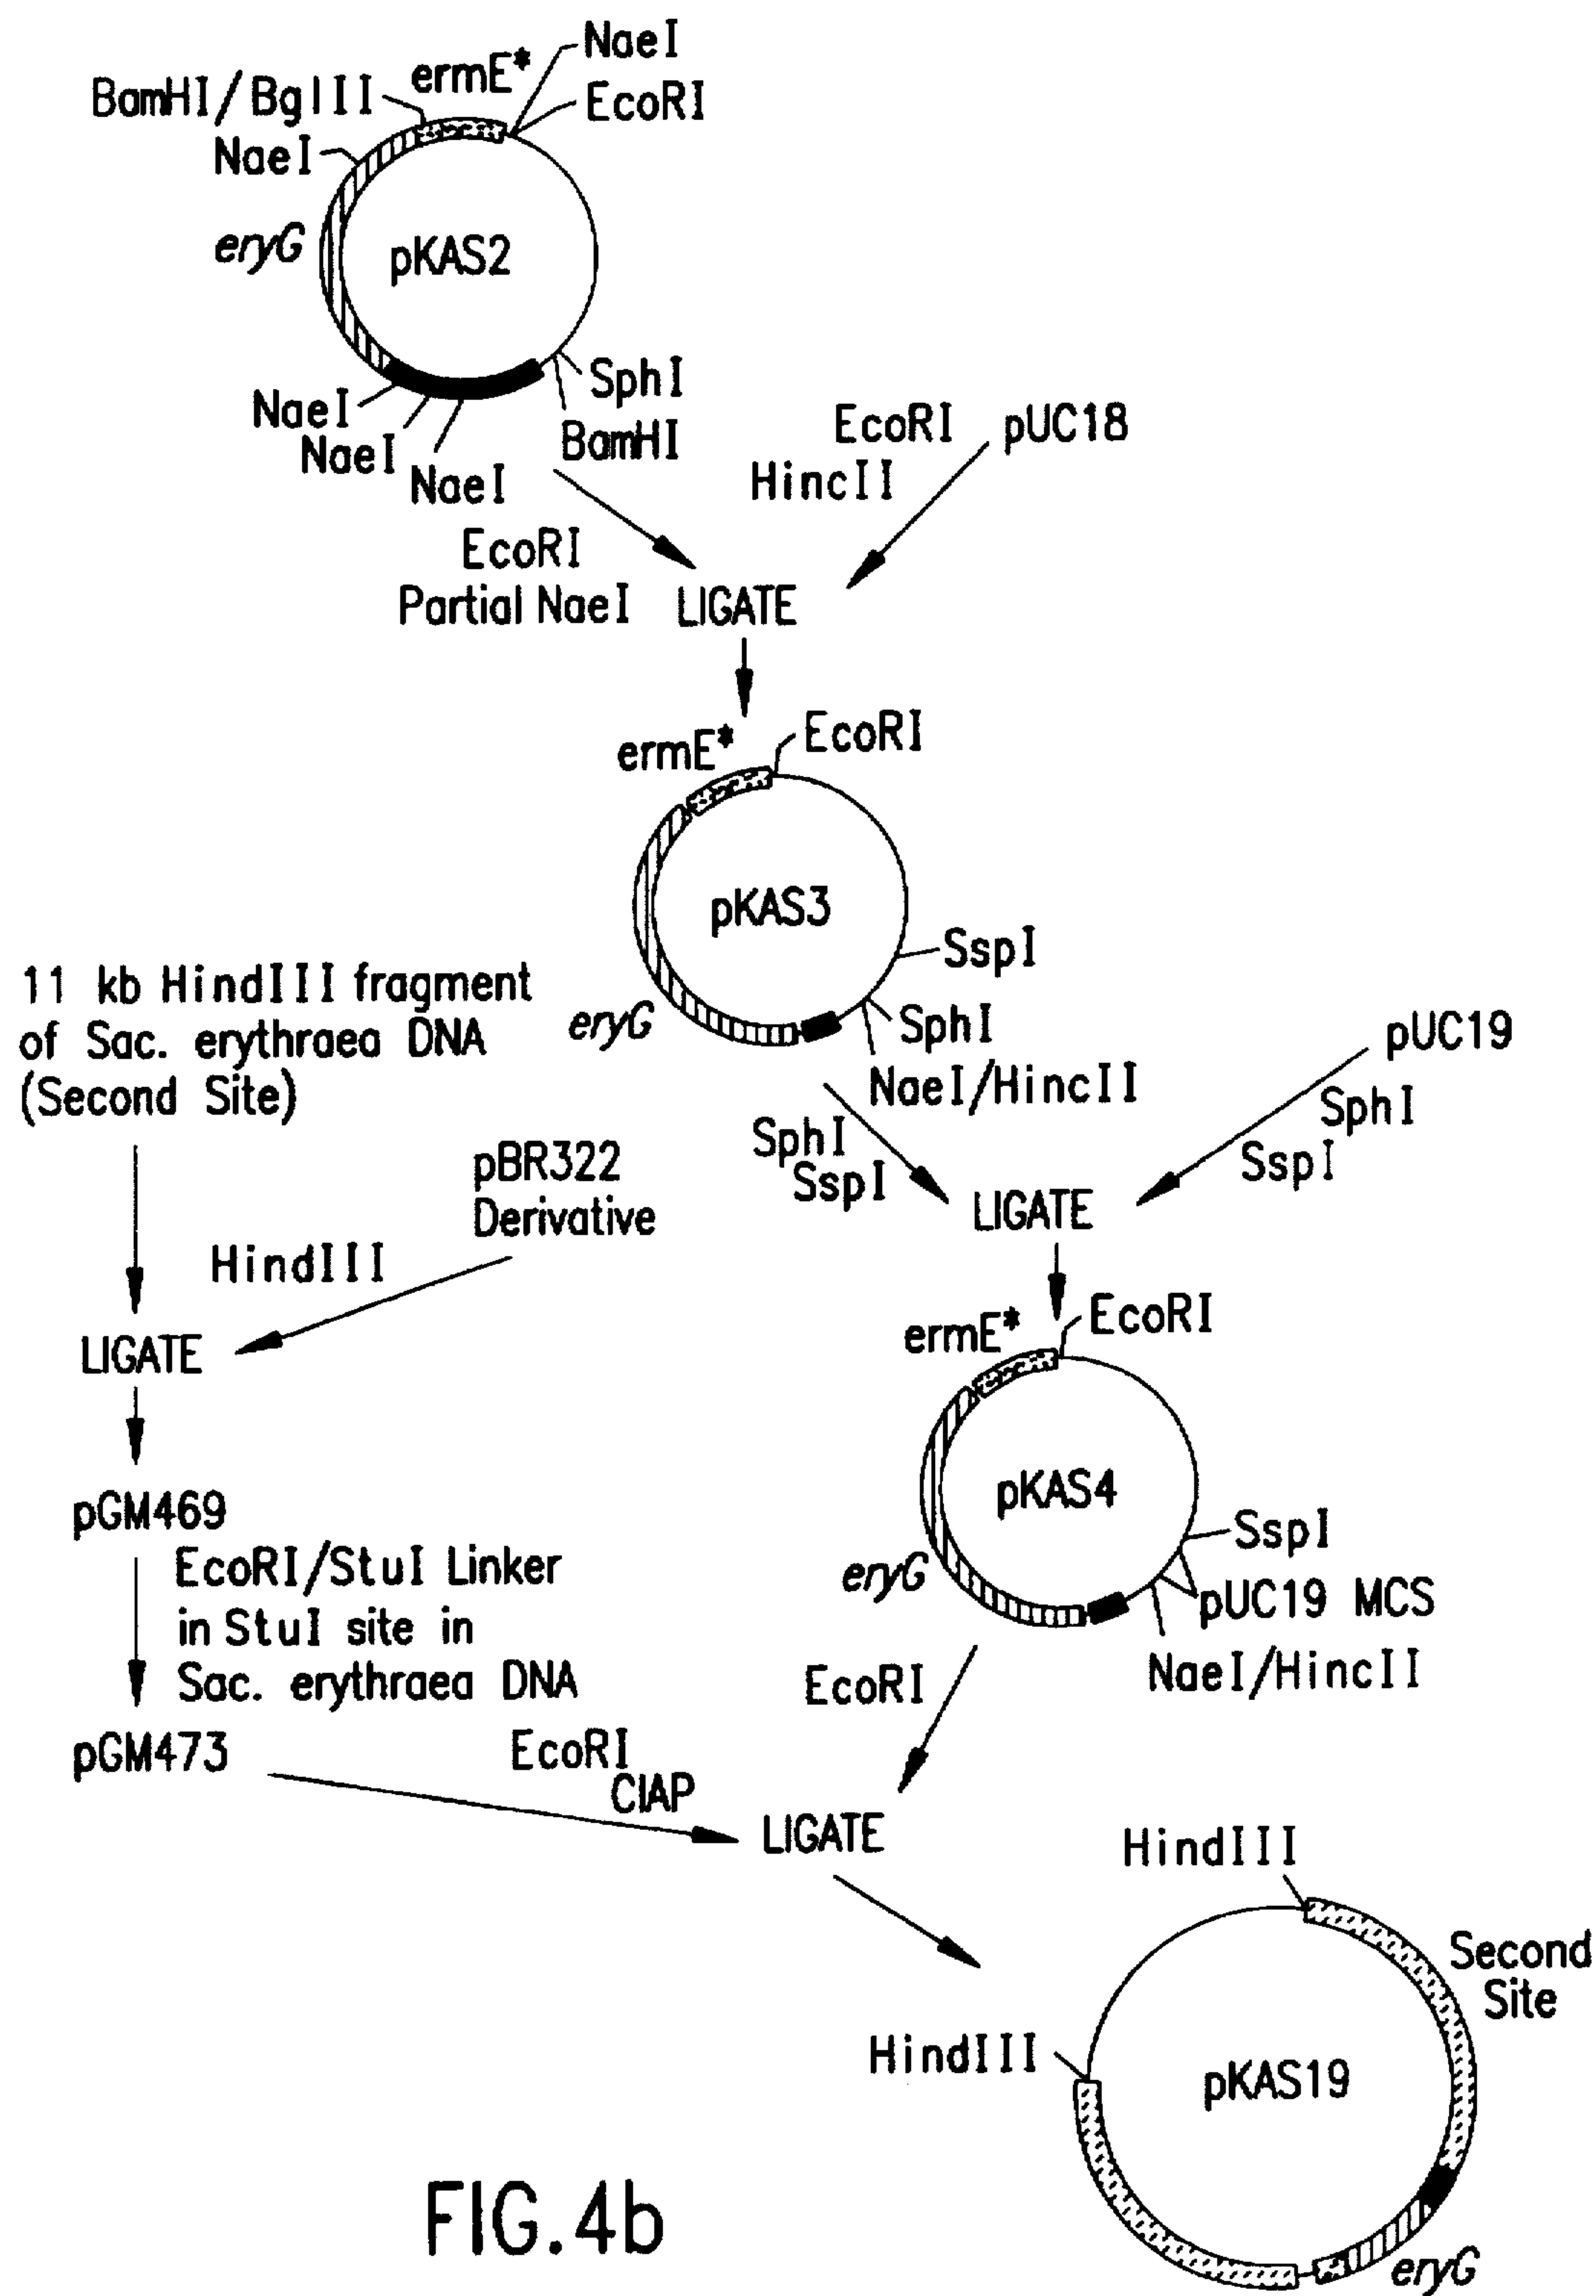 NaeI
ermE*
BamHI/BglII
EcoRI
NaeI
eryG
pKAS2
SphI
NaeI
BamHI
NaeI
NaeI
EcoRI
pUC18
HincII
EcoRI
Partial NaeI
LIGATE
ermE*
EcoRI
pKAS3
SspI
11 kb HindIII fragment
of Sac. erythraea DNA
(Second Site)
eryG
SphI
NaeI/HincII
pUC19
SphI
SspI
SphI
SspI
pBR322
Derivative
LIGATE
HindIII
LIGATE
ermE*
EcoRI
pKAS4
SspI
pUC19 MCS
eryG
NaeI/HincII
pGM469
EcoRI/StuI Linker
in StuI site in
Sac. erythraea DNA
EcoRI
pGM473
EcoRI
CIAP
LIGATE
HindIII
Second
Site
HindIII
pKAS19
eryG
FIG.4b